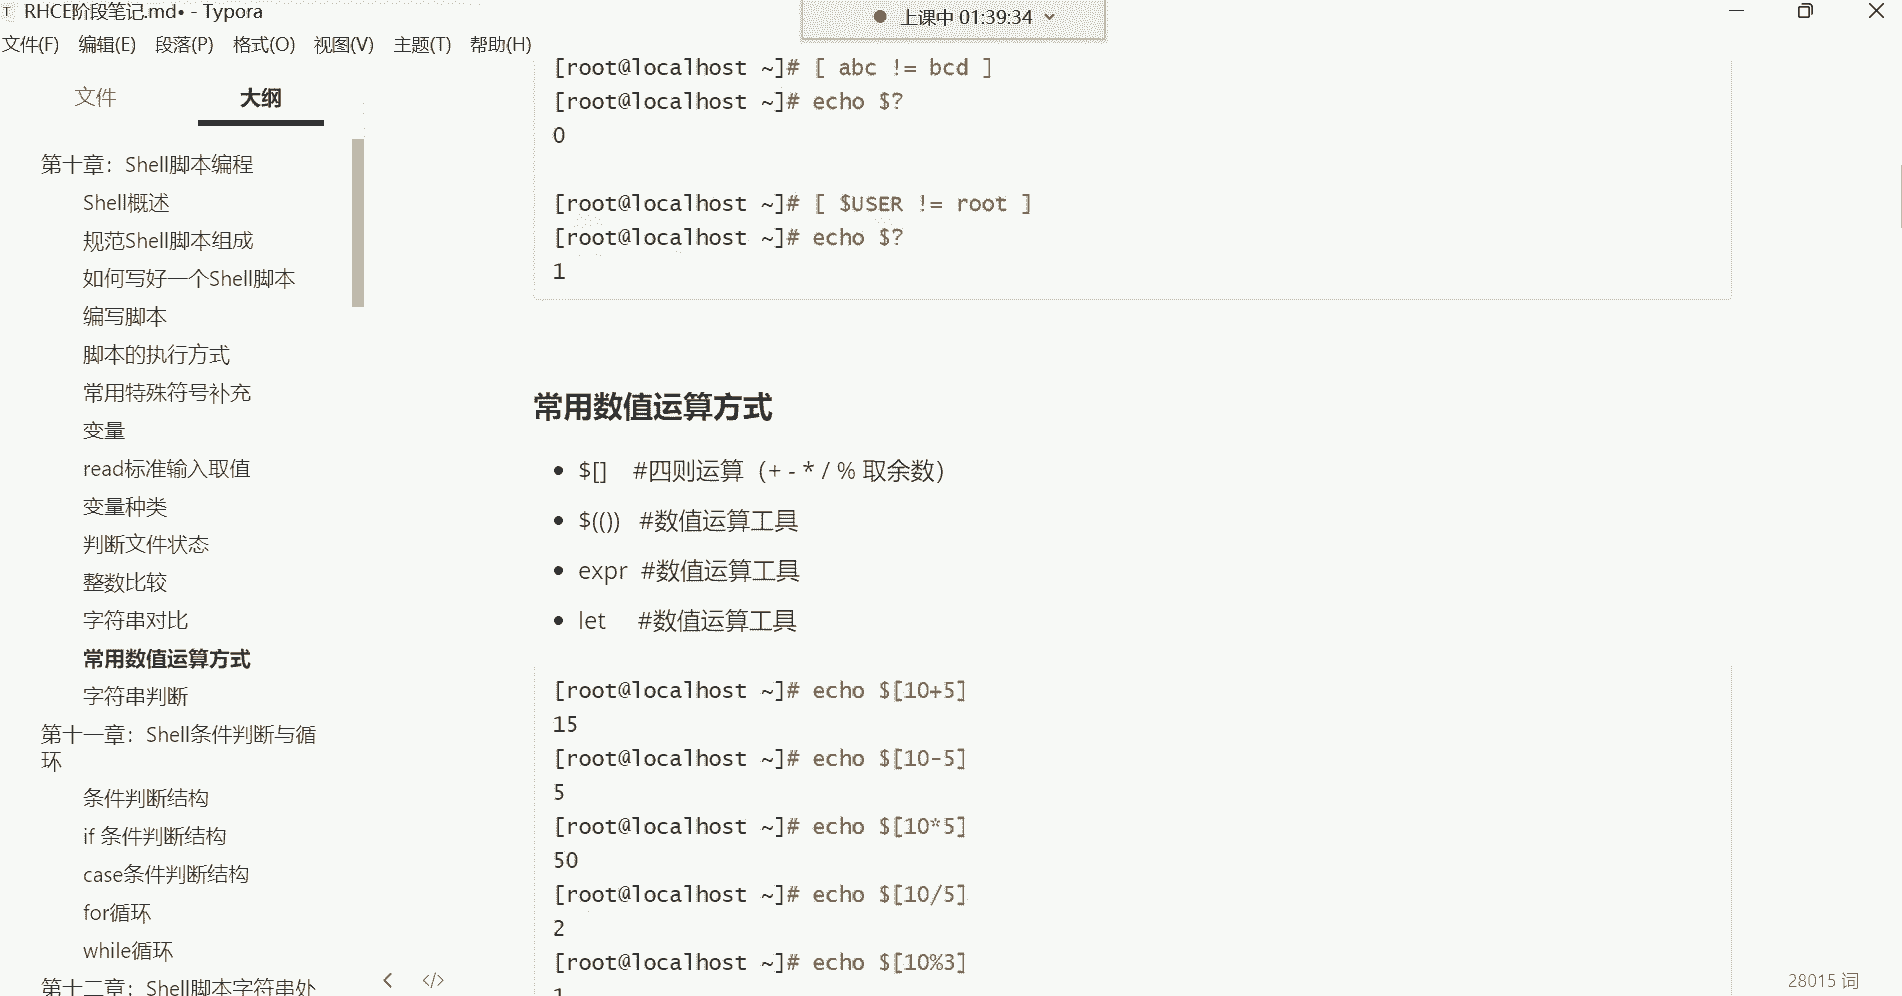 RHCE阶段笔记.md• - Typora
上课中 01:39:34
文件(F) 编辑(E) 段落(P) 格式(O) 视图(V) 主题(T) 帮助(H)
文件 大纲
第十章：Shell脚本编程
Shell概述
规范Shell脚本组成
如何写好一个Shell脚本
编写脚本
脚本的执行方式
常用特殊符号补充
变量
read标准输入取值
变量种类
判断文件状态
整数比较
字符串对比
常用数值运算方式
字符串判断
第十一章：Shell条件判断与循
环
条件判断结构
if 条件判断结构
case条件判断结构
for循环
while循环
第十二章：Shell脚本字符串处
[root@localhost ~]# [ abc != bcd ]
[root@localhost ~]# echo $?
0
[root@localhost ~]# [ $USER != root ]
[root@localhost ~]# echo $?
1
常用数值运算方式
• $[] #四则运算（+ - * / % 取余数）
• $(()) #数值运算工具
• expr #数值运算工具
• let #数值运算工具
[root@localhost ~]# echo $[10+5]
15
[root@localhost ~]# echo $[10-5]
5
[root@localhost ~]# echo $[10*5]
50
[root@localhost ~]# echo $[10/5]
2
[root@localhost ~]# echo $[10%3]
1
28015 词